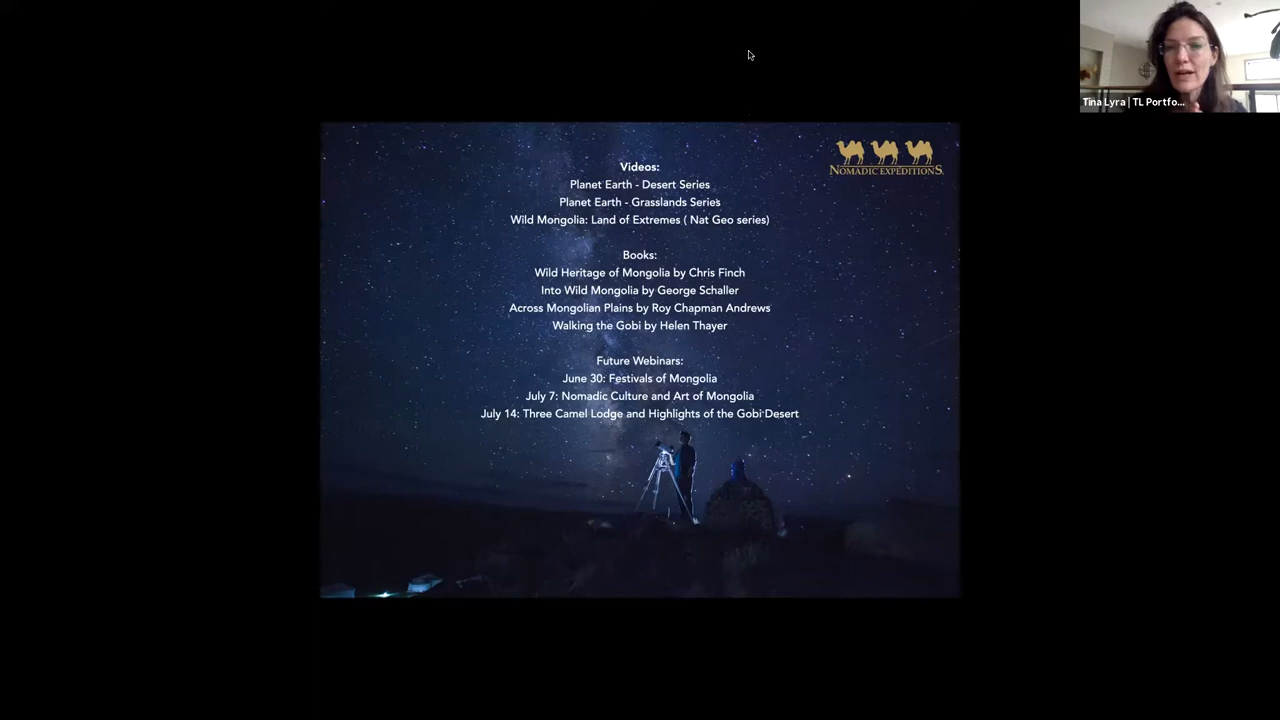 Tina Lyra | TL Portfo...
NOMADIC EXPEDITIONS
Videos:
Planet Earth - Desert Series
Planet Earth - Grasslands Series
Wild Mongolia: Land of Extremes ( Nat Geo series)
Books:
Wild Heritage of Mongolia by Chris Finch
Into Wild Mongolia by George Schaller
Across Mongolian Plains by Roy Chapman Andrews
Walking the Gobi by Helen Thayer
Future Webinars:
June 30: Festivals of Mongolia
July 7: Nomadic Culture and Art of Mongolia
July 14: Three Camel Lodge and Highlights of the Gobi Desert